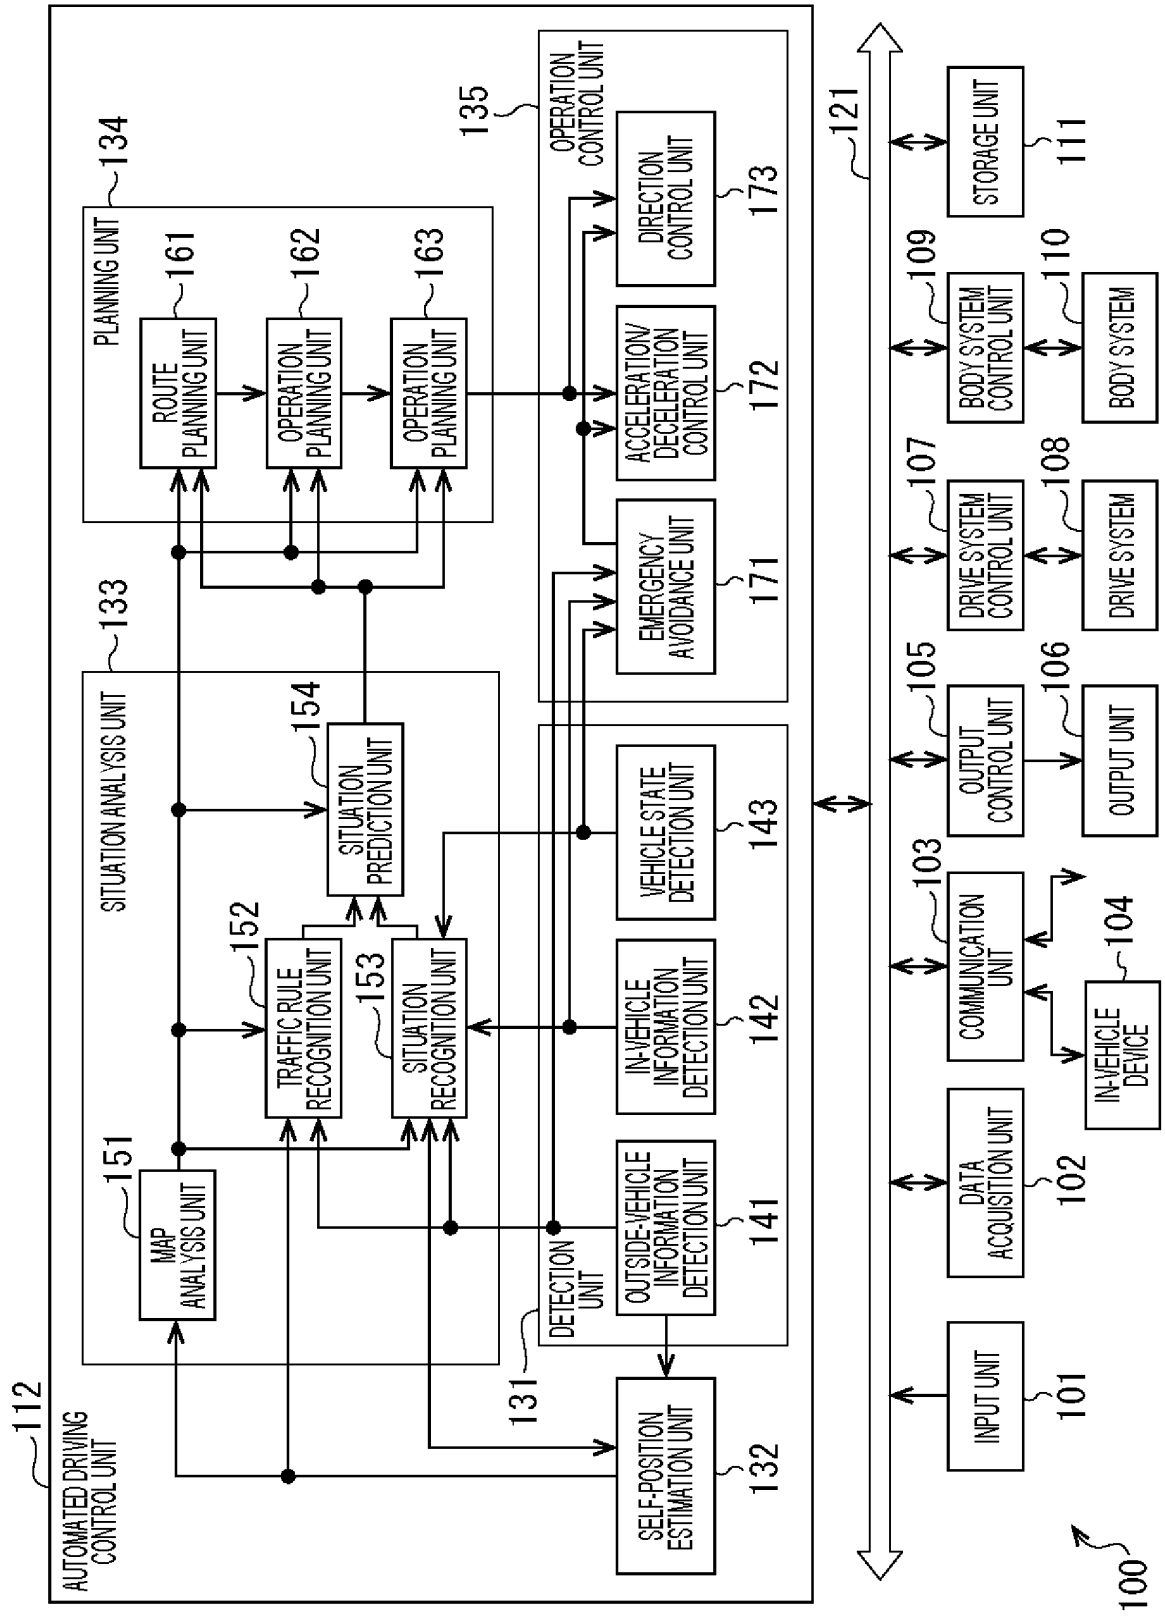 112
AUTOMATED DRIVING
CONTROL UNIT
133
SITUATION ANALYSIS UNIT
151
MAP
ANALYSIS UNIT
152
TRAFFIC RULE
RECOGNITION UNIT
153
SITUATION
RECOGNITION UNIT
154
SITUATION
PREDICTION UNIT
134
PLANNING UNIT
161
ROUTE
PLANNING UNIT
162
OPERATION
PLANNING UNIT
163
OPERATION
PLANNING UNIT
131
DETECTION
UNIT
SELF-POSITION
ESTIMATION UNIT
132
OUTSIDE-VEHICLE
INFORMATION
DETECTION UNIT
141
IN-VEHICLE
INFORMATION
DETECTION UNIT
142
VEHICLE STATE
DETECTION UNIT
143
135
OPERATION
CONTROL UNIT
EMERGENCY
AVOIDANCE UNIT
171
ACCELERATION/
DECELERATION
CONTROL UNIT
172
DIRECTION
CONTROL UNIT
173
121
INPUT UNIT
101
DATA
ACQUISITION UNIT
102
103
COMMUNICATION
UNIT
104
IN-VEHICLE
DEVICE
105
OUTPUT
CONTROL UNIT
106
OUTPUT UNIT
107
DRIVE SYSTEM
CONTROL UNIT
108
DRIVE SYSTEM
109
BODY SYSTEM
CONTROL UNIT
110
BODY SYSTEM
STORAGE UNIT
111
100